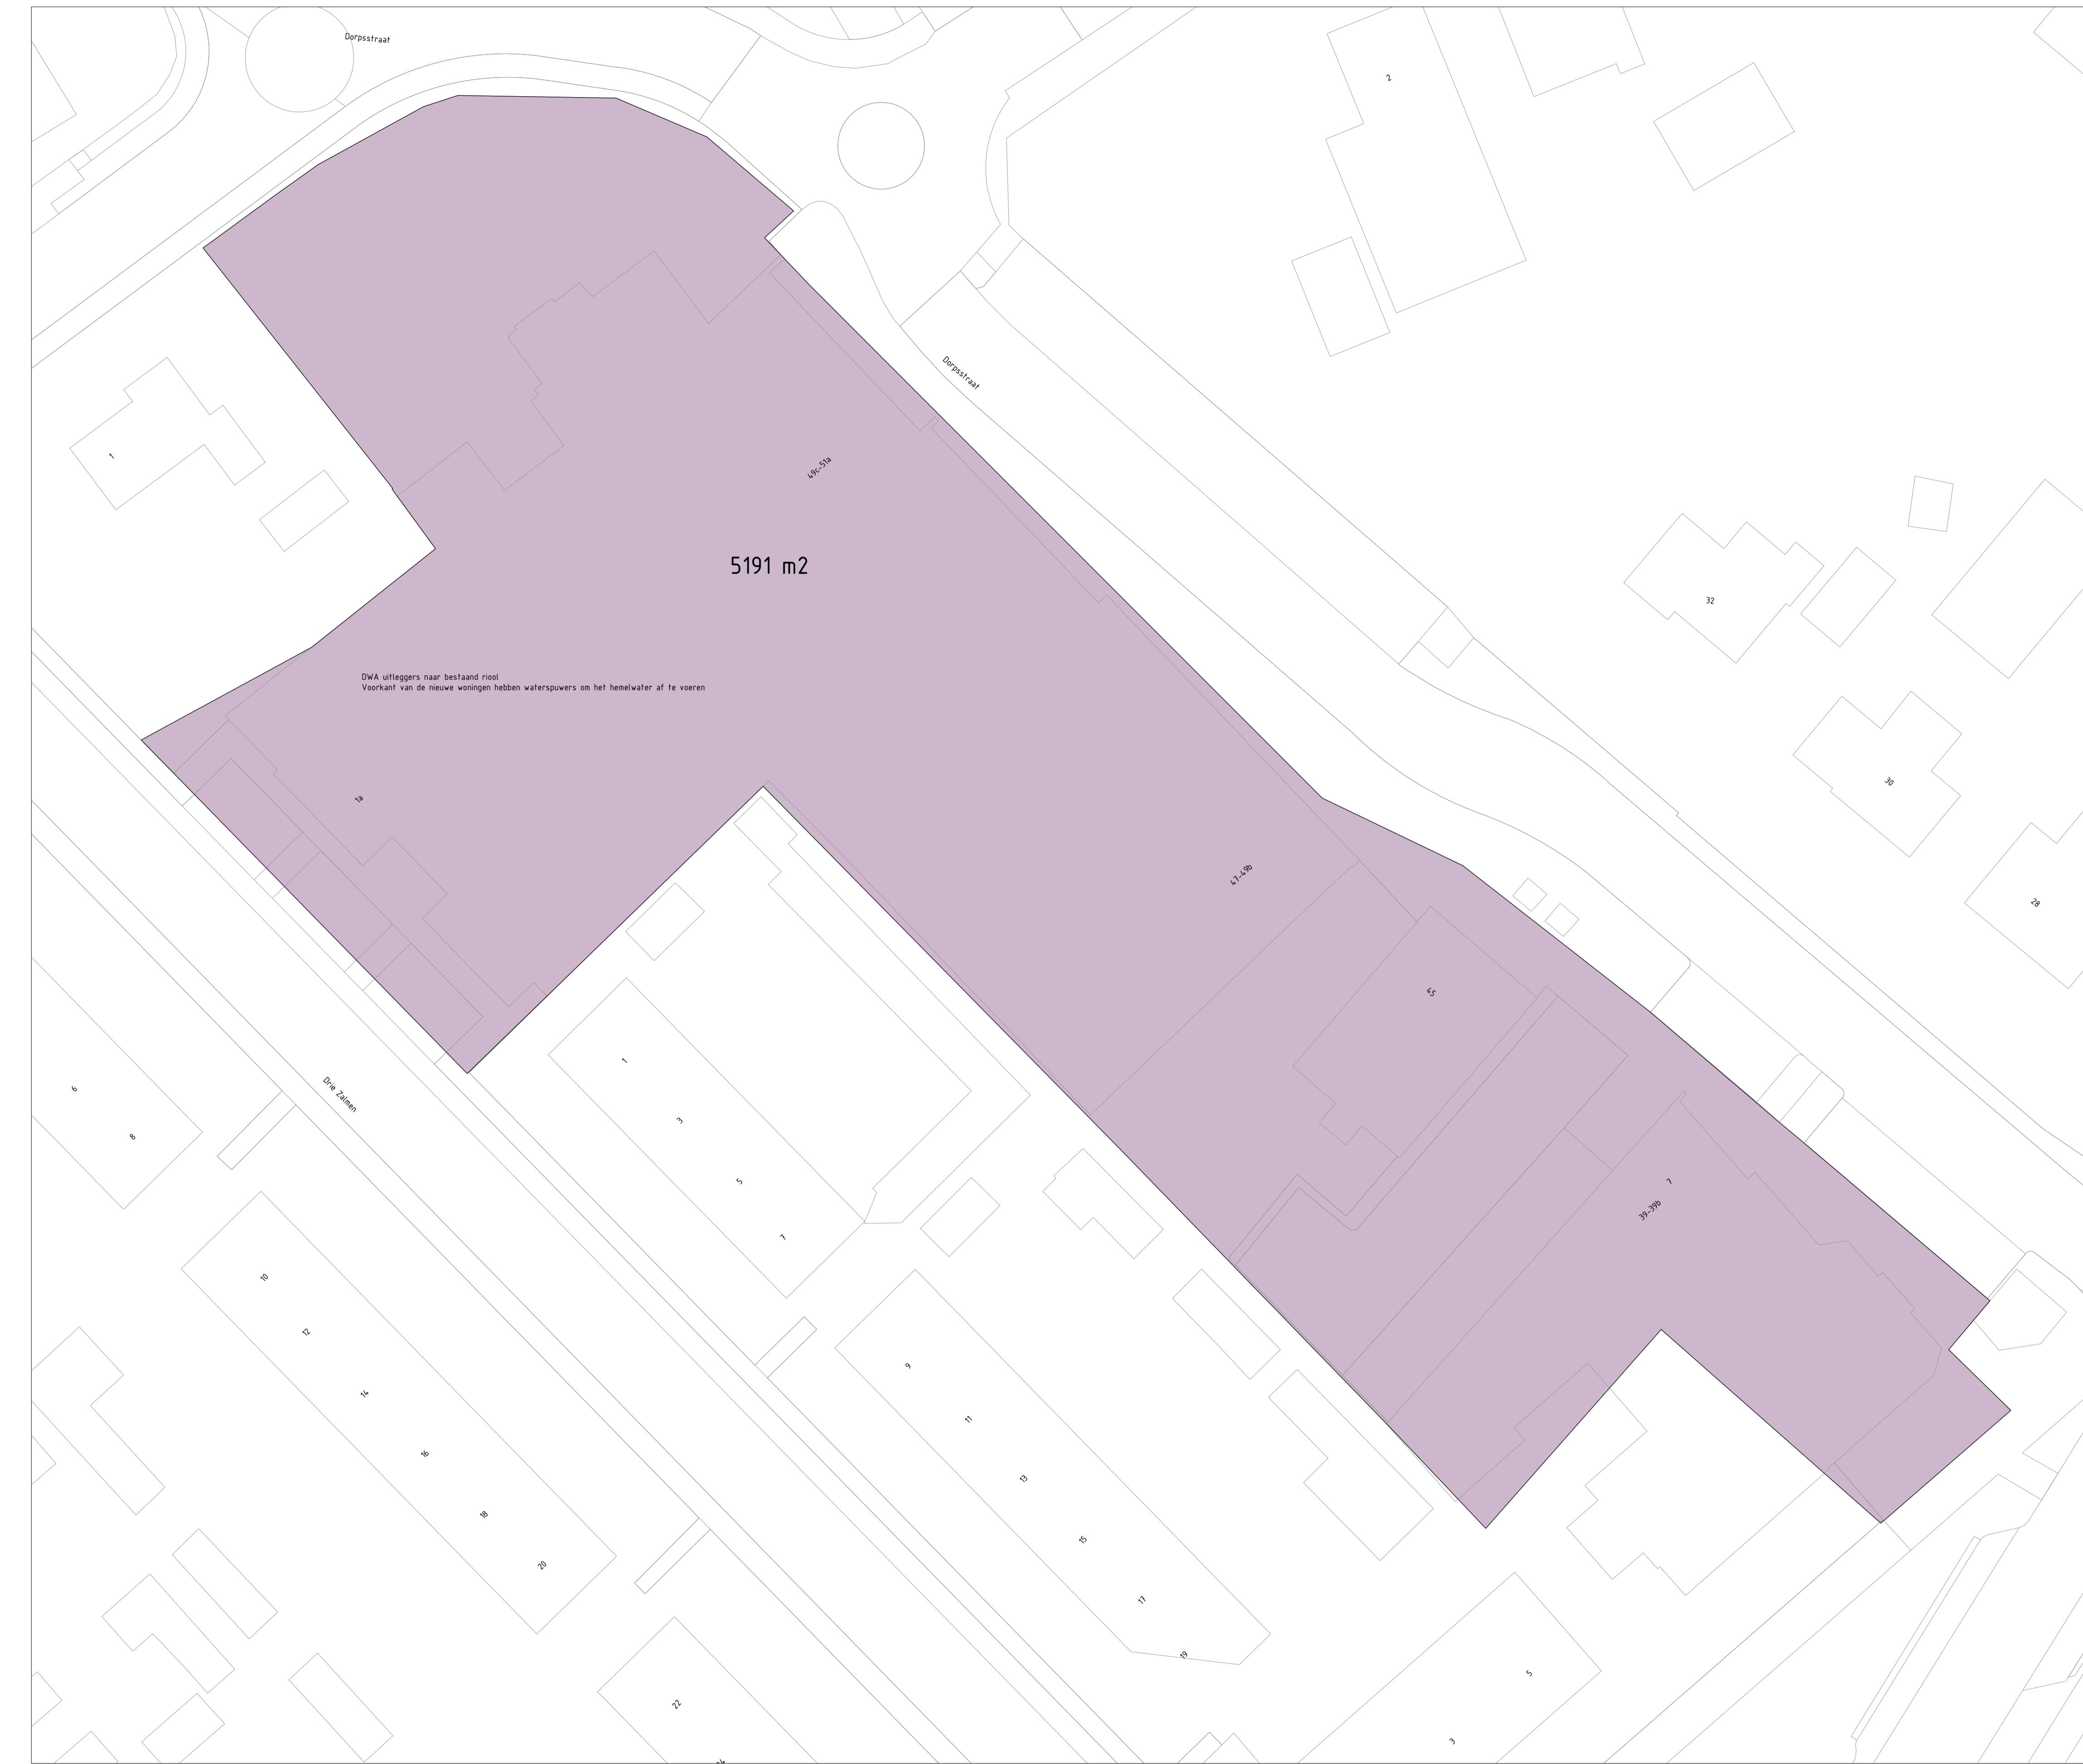 Dorpsstraat
2
1
Dorpsstraat
49c-51a
5191 m2
32
DWA uitleggers naar bestaand riool
Voorkant van de nieuwe woningen hebben waterspuwers om het hemelwater af te voeren
30
1a
47-49b
28
45
6
8
Drie Zalmen
1
3
5
7
7
39-39b
10
12
14
16
18
20
9
11
13
15
17
19
22
5
3